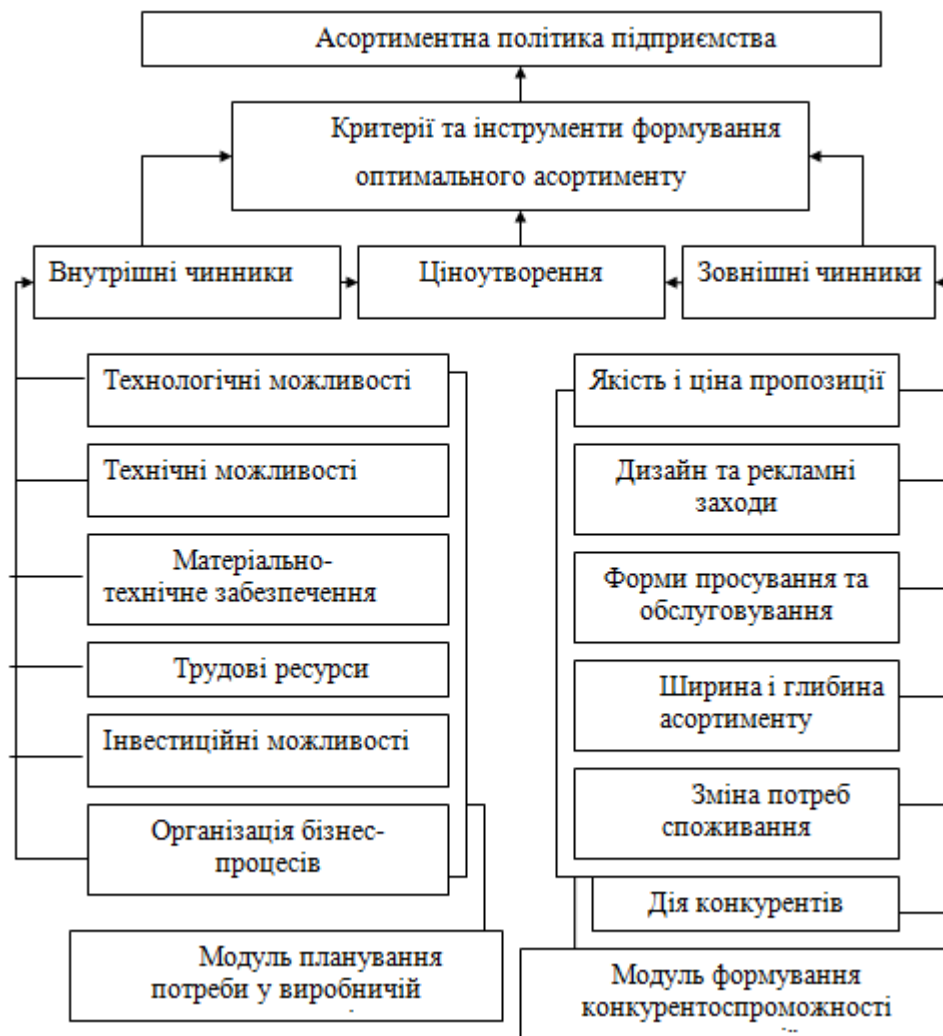 Асортиментна політика підприємства
Критерії та інструменти формування
оптимального асортименту
Внутрішні чинники
Ціноутворення
Зовнішні чинники
Технологічні можливості
Технічні можливості
Матеріально-
технічне забезпечення
Трудові ресурси
Інвестиційні можливості
Організація бізнес-
процесів
Модуль планування
потреби у виробничій
Якість і ціна пропозиції
Дизайн та рекламні
заходи
Форми просування та
обслуговування
Ширина і глибина
асортименту
Зміна потреб
споживання
Дія конкурентів
Модуль формування
конкурентоспроможності